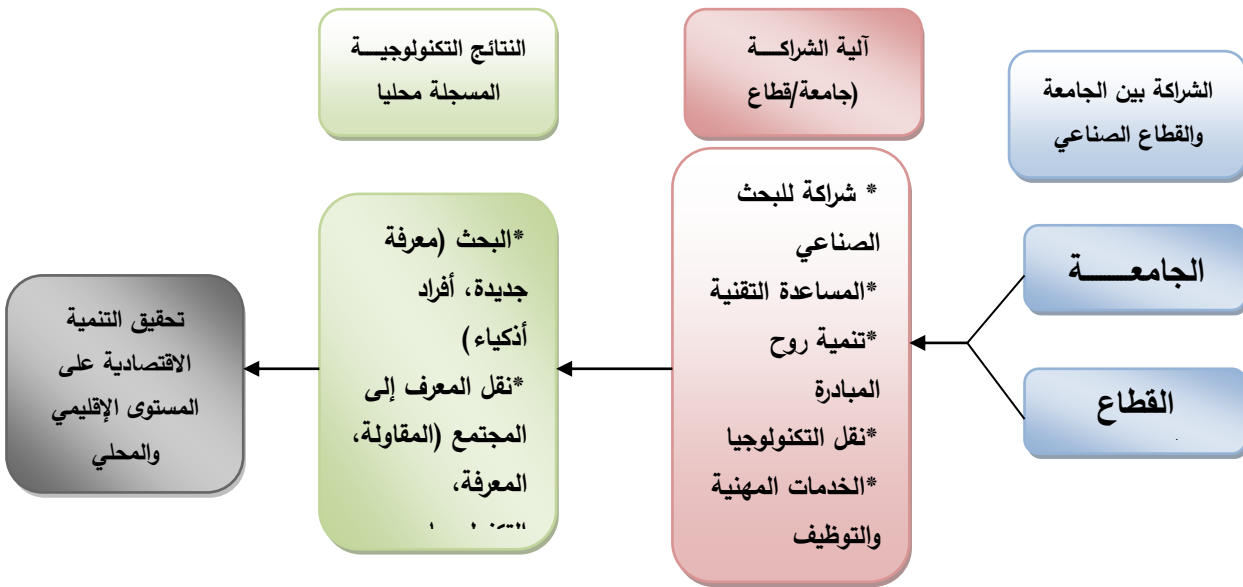 الشراكة بين الجامعة
والقطاع الصناعي
الجامعـــــــة
القطاع
آلية الشراكـــة
(جامعة/قطاع
* شراكة للبحث
الصناعي
*المساعدة التقنية
*تنمية روح
المبادرة
*نقل التكنولوجيا
*الخدمات المهنية
والتوظيف
النتائج التكنولوجيـــة
المسجلة محليا
*البحث (معرفة
جديدة، أفراد
أذكياء)
*نقل المعرف إلى
المجتمع (المقاولة،
المعرفة،
تحقيق التنمية
الاقتصادية على
المستوى الإقليمي
والمحلي